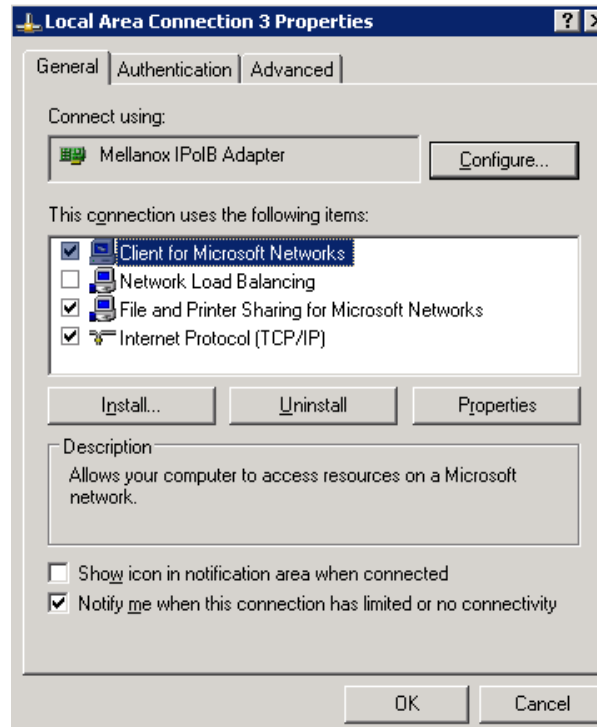 Local Area Connection 3 Properties
General
Authentication
Advanced
Connect using:
Mellanox IPoIB Adapter
Configure...
This connection uses the following items:
Client for Microsoft Networks
Network Load Balancing
File and Printer Sharing for Microsoft Networks
Internet Protocol (TCP/IP)
Install...
Uninstall
Properties
Description
Allows your computer to access resources on a Microsoft
network.
Show icon in notification area when connected
Notify me when this connection has limited or no connectivity
OK
Cancel